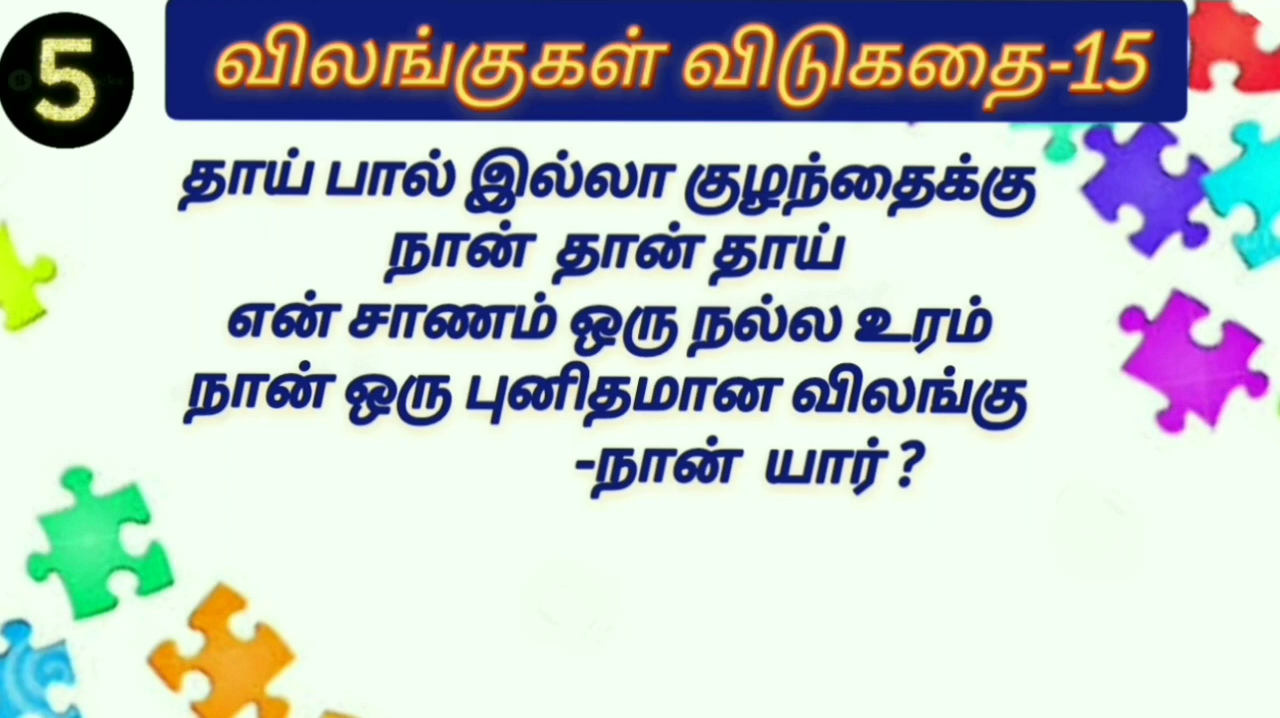 5
விலங்குகள் விடுகதை-15
தாய் பால் இல்லா குழந்தைக்கு
நான் தான் தாய்
என் சாணம் ஒரு நல்ல உரம்
நான் ஒரு புனிதமான விலங்கு
-நான் யார் ?